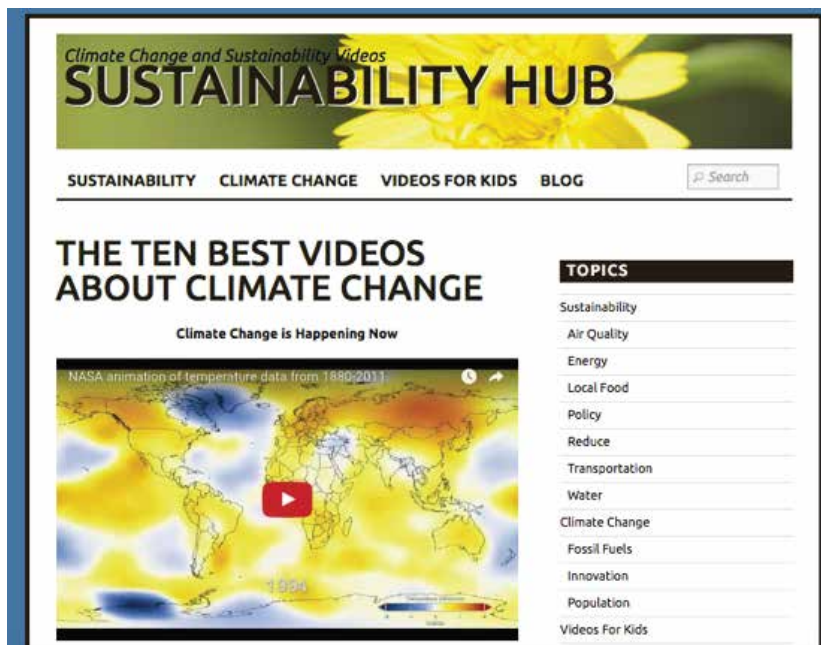 Climate Change and Sustainability Videos
SUSTAINABILITY HUB
SUSTAINABILITY CLIMATE CHANGE VIDEOS FOR KIDS BLOG
Search
THE TEN BEST VIDEOS
ABOUT CLIMATE CHANGE
Climate Change is Happening Now
NASA animation of temperature data from 1880-2011
1994
TOPICS
Sustainability
Air Quality
Energy
Local Food
Policy
Reduce
Transportation
Water
Climate Change
Fossil Fuels
Innovation
Population
Videos For Kids